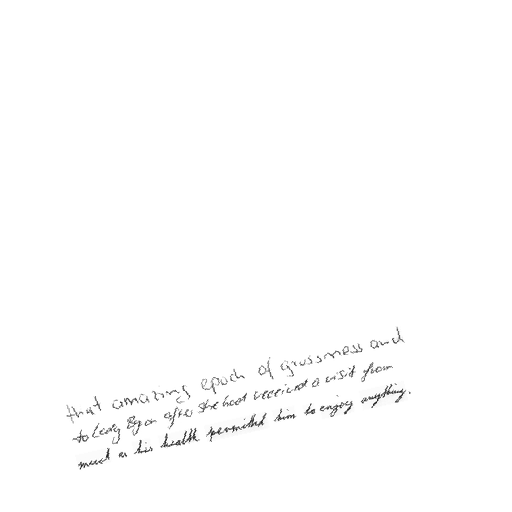 that amazing epoch of grossness and
to Lady Byron after she had received a visit from
much as his health permitted him to enjoy anything.